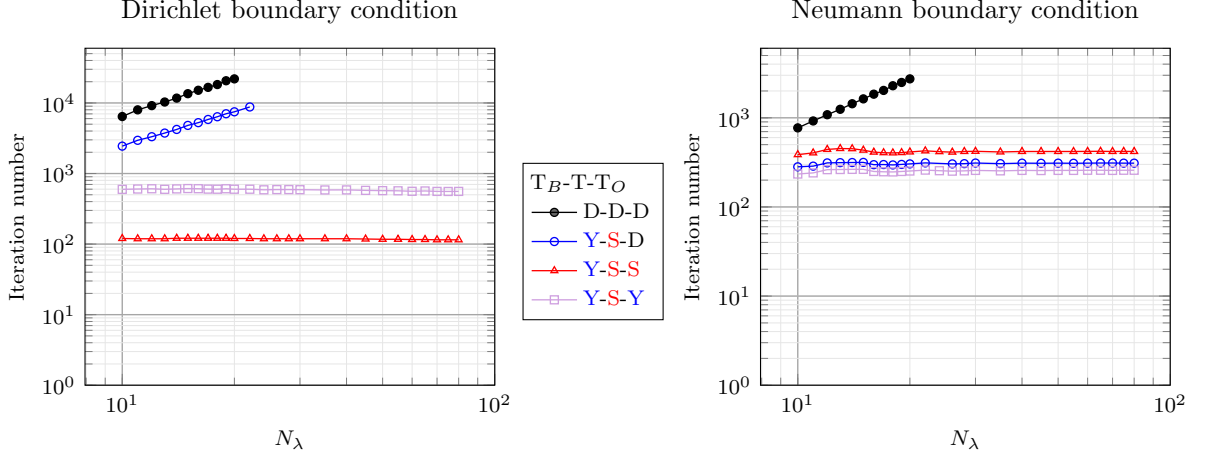 Dirichlet boundary condition
Iteration number
10^4
10^3
10^2
10^1
10^0
10^1
10^2
N_λ
T_B-T-T_O
D-D-D
Y-S-D
Y-S-S
Y-S-Y
Neumann boundary condition
Iteration number
10^3
10^2
10^1
10^0
10^1
10^2
N_λ